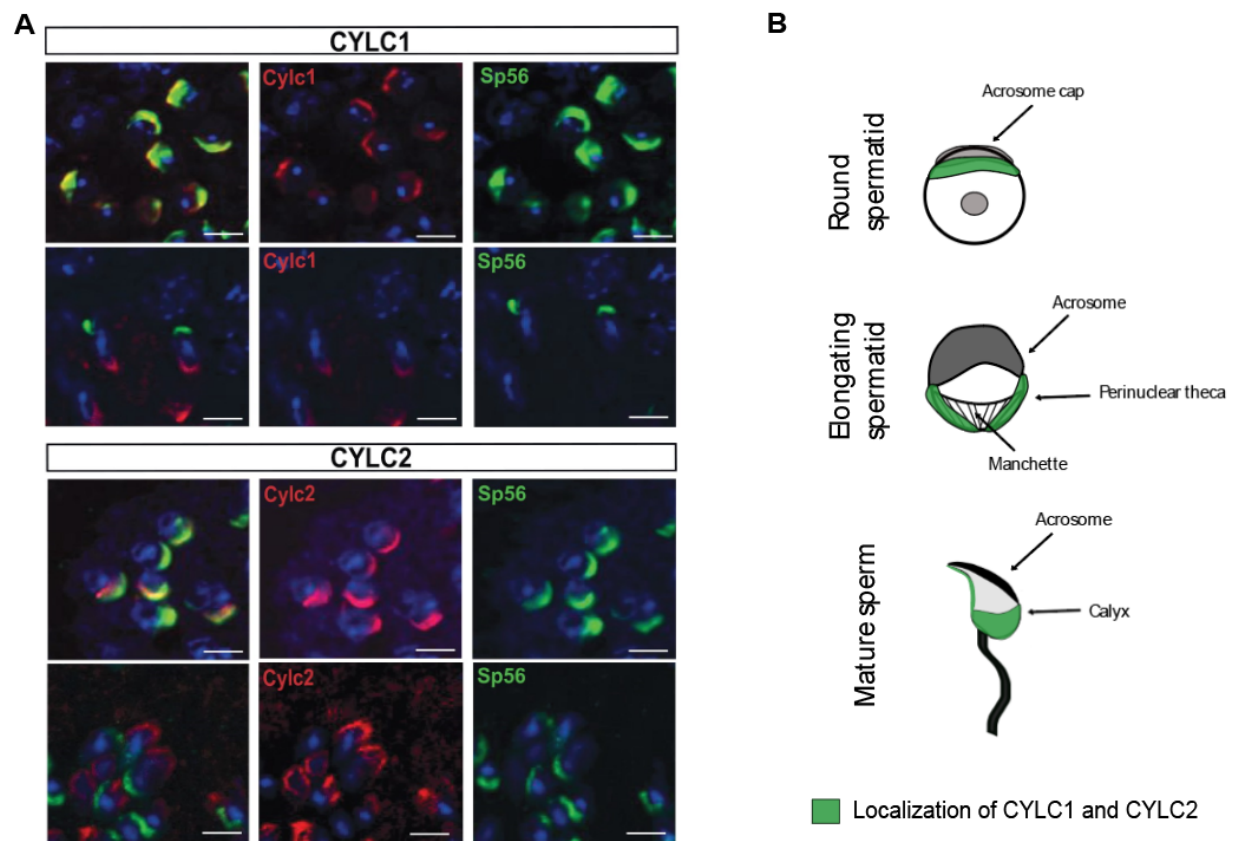 A
CYLC1
Cylc1
Sp56
Cylc1
Sp56
CYLC2
Cylc2
Sp56
Cylc2
Sp56
B
Round
spermatid
Acrosome cap
Elongating
spermatid
Acrosome
Perinuclear theca
Manchette
Mature sperm
Acrosome
Calyx
Localization of CYLC1 and CYLC2